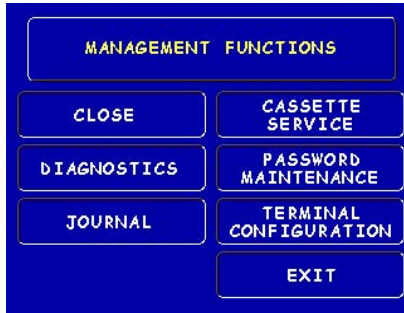 MANAGEMENT FUNCTIONS
CLOSE
CASSETTE
SERVICE
DIAGNOSTICS
PASSWORD
MAINTENANCE
JOURNAL
TERMINAL
CONFIGURATION
EXIT